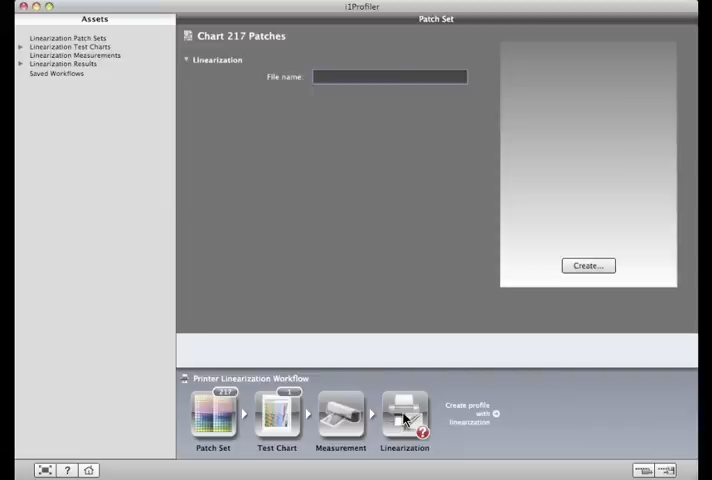 i1Profiler
Assets
Patch Set
Linearization Patch Sets
Linearization Test Charts
Linearization Measurements
Linearization Results
Saved Workflows
Chart 217 Patches
Linearization
File name:
Create...
Printer Linearization Workflow
217
1
?
Patch Set
Test Chart
Measurement
Linearization
Create profile
with
linearization
?